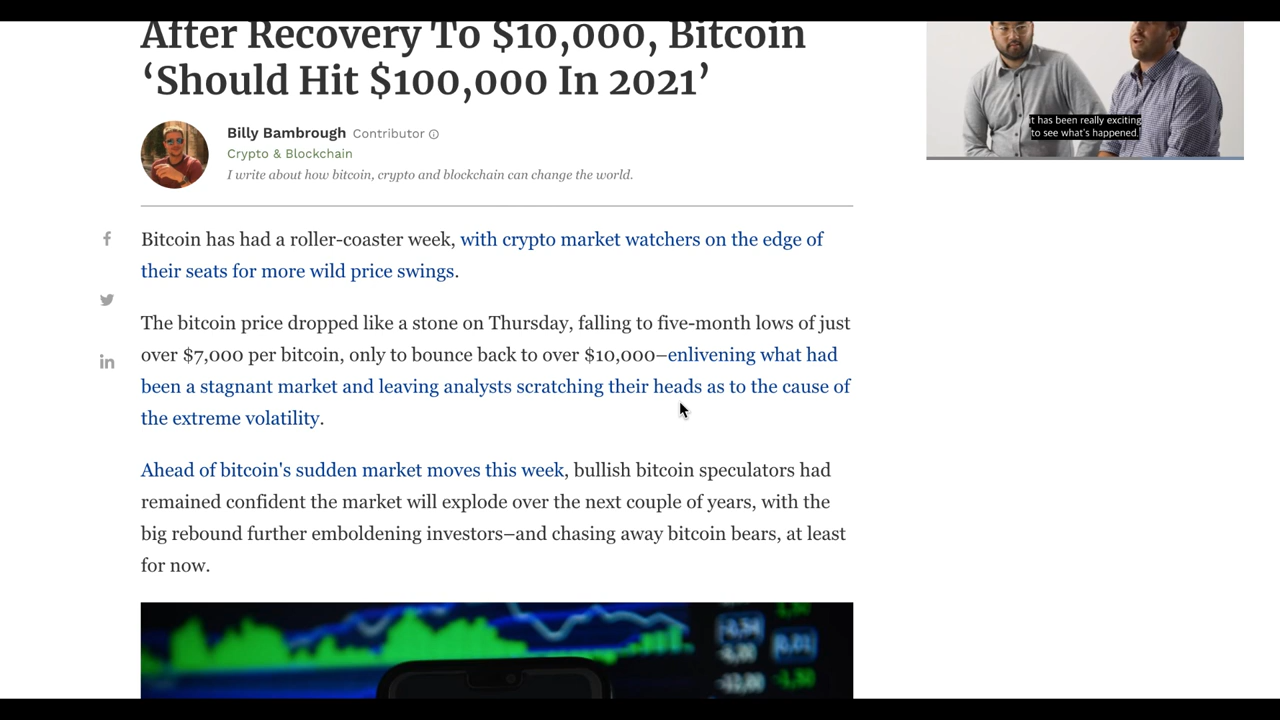 After Recovery To $10,000, Bitcoin
‘Should Hit $100,000 In 2021’
Billy Bambrough Contributor
Crypto & Blockchain
I write about how bitcoin, crypto and blockchain can change the world.
it has been really exciting
to see what's happened.
Bitcoin has had a roller-coaster week, with crypto market watchers on the edge of
their seats for more wild price swings.
The bitcoin price dropped like a stone on Thursday, falling to five-month lows of just
over $7,000 per bitcoin, only to bounce back to over $10,000–enlivening what had
been a stagnant market and leaving analysts scratching their heads as to the cause of
the extreme volatility.
Ahead of bitcoin's sudden market moves this week, bullish bitcoin speculators had
remained confident the market will explode over the next couple of years, with the
big rebound further emboldening investors–and chasing away bitcoin bears, at least
for now.